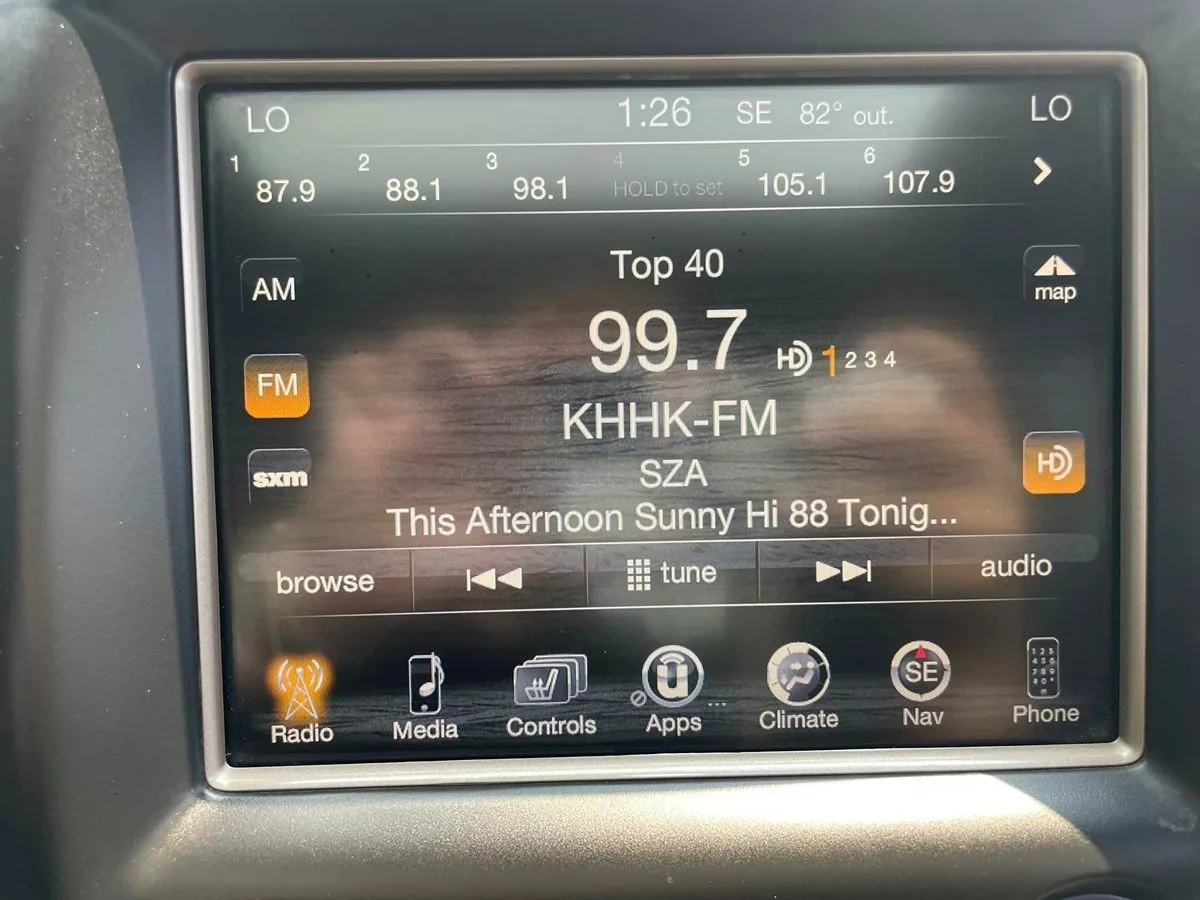 LO 1:26 SE 82° out. LO
1 2 3 4 5 6
87.9 88.1 98.1 HOLD to set 105.1 107.9
Top 40
AM
map
99.7 HD 1 2 3 4
FM
KHHK-FM
HD
sxm
SZA
This Afternoon Sunny Hi 88 Tonig...
browse tune audio
SE
Radio Media Controls Apps ... Climate Nav Phone